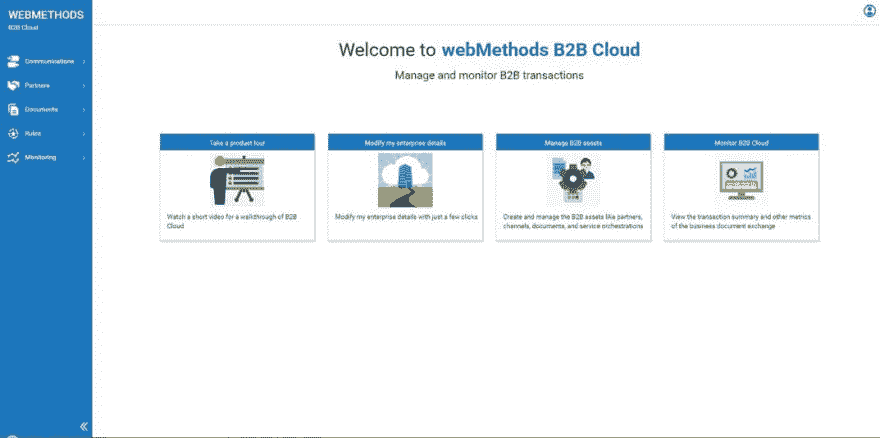 WEBMETHODS
B2B Cloud
Communications
Partners
Documents
Rules
Monitoring
Welcome to webMethods B2B Cloud
Manage and monitor B2B transactions
Take a product tour
Watch a short video for a walkthrough of B2B
Cloud
Modify my enterprise details
Modify my enterprise details with just a few clicks
Manage B2B assets
Create and manage the B2B assets like partners,
channels, documents, and service orchestrations
Monitor B2B Cloud
View the transaction summary and other metrics
of the business document exchange